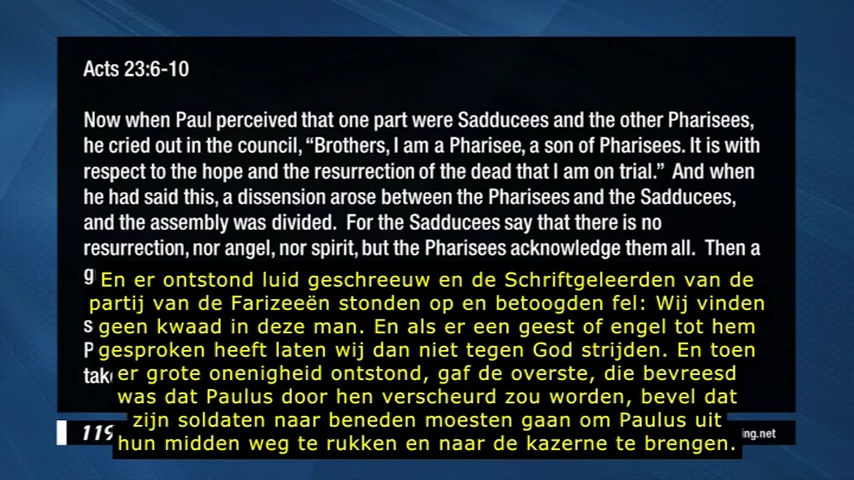 Acts 23:6-10
Now when Paul perceived that one part were Sadducees and the other Pharisees,
he cried out in the council, “Brothers, I am a Pharisee, a son of Pharisees. It is with
respect to the hope and the resurrection of the dead that I am on trial.” And when
he had said this, a dissension arose between the Pharisees and the Sadducees,
and the assembly was divided. For the Sadducees say that there is no
resurrection, nor angel, nor spirit, but the Pharisees acknowledge them all. Then a
En er ontstond luid geschreeuw en de Schriftgeleerden van de
partij van de Farizeeën stonden op en betoogden fel: Wij vinden
geen kwaad in deze man. En als er een geest of engel tot hem
gesproken heeft laten wij dan niet tegen God strijden. En toen
er grote onenigheid ontstond, gaf de overste, die bevreesd
was dat Paulus door hen verscheurd zou worden, bevel dat
zijn soldaten naar beneden moesten gaan om Paulus uit
hun midden weg te rukken en naar de kazerne te brengen.
119
ing.net